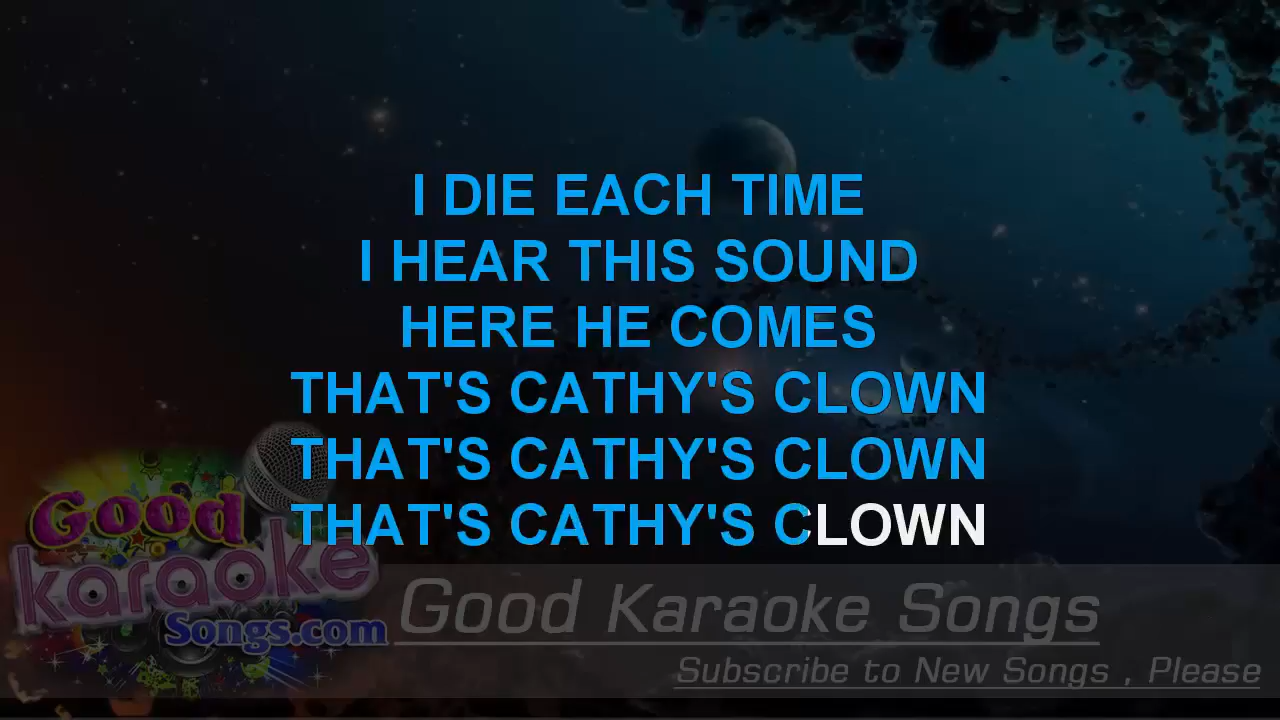 I DIE EACH TIME
I HEAR THIS SOUND
HERE HE COMES
THAT'S CATHY'S CLOWN
THAT'S CATHY'S CLOWN
THAT'S CATHY'S CLOWN
Good
karaoke
Songs.com
Good Karaoke Songs
Subscribe to New Songs , Please